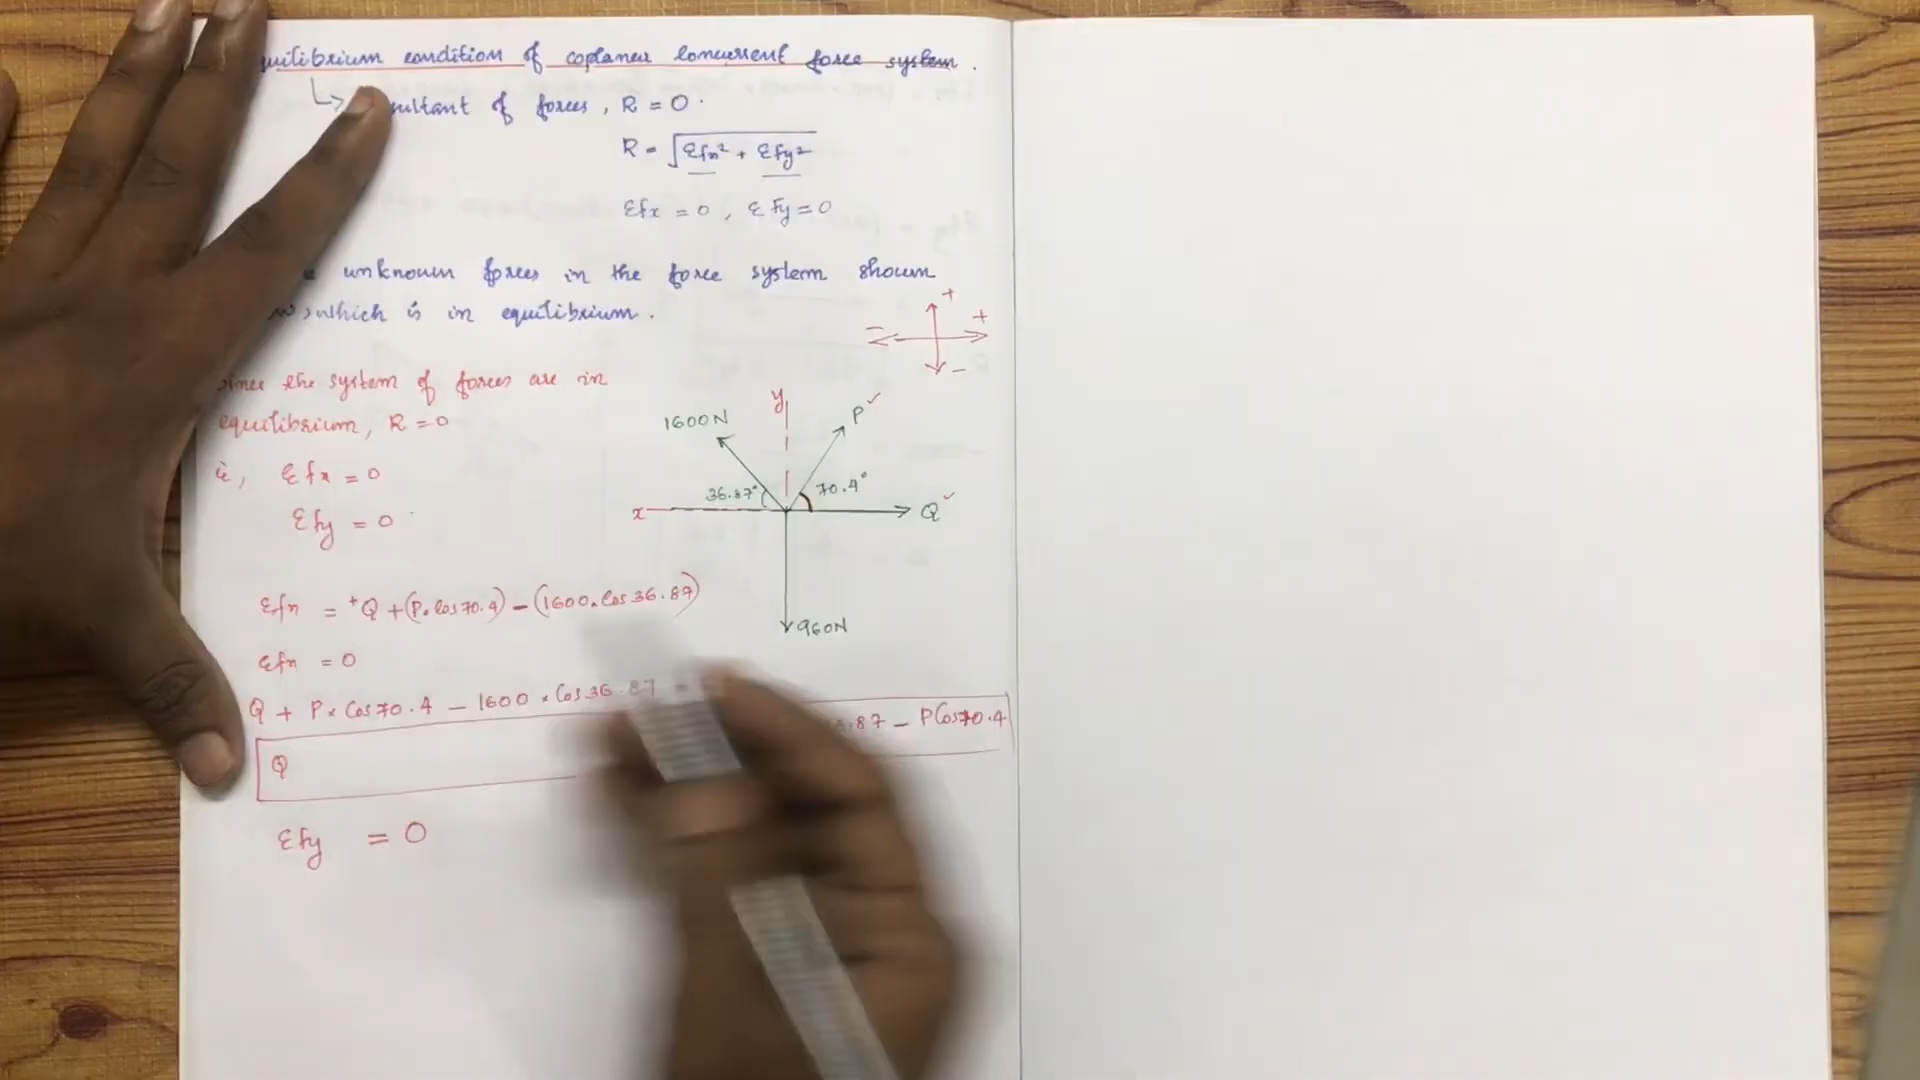 equilibrium condition of coplanar concurrent force system.
resultant of forces, R = 0.
R = √Σfx² + Σfy²
Σfx = 0, Σfy = 0
unknown forces in the force system shown
which is in equilibrium.
+
+
-
-
Since the system of forces are in
equilibrium, R = 0
ie, Σfx = 0
Σfy = 0
y
P ✓
1600N
36.87°
70.4°
x
Q ✓
960N
Σfx = +Q + (P.cos70.4) - (1600.cos36.87)
Σfx = 0
Q + P×Cos70.4 - 1600×Cos36.87 =
.87 - PCos70.4
Q
Σfy = 0